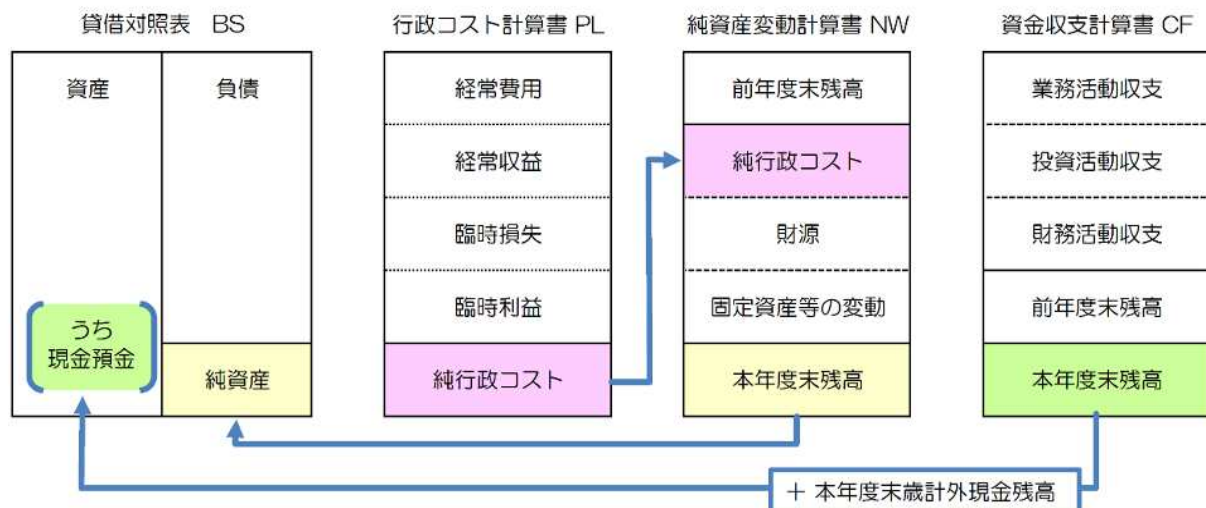 貸借対照表 BS
資産
負債
うち
現金預金
純資産
行政コスト計算書 PL
経常費用
経常収益
臨時損失
臨時利益
純行政コスト
純資産変動計算書 NW
前年度末残高
純行政コスト
財源
固定資産等の変動
本年度末残高
資金収支計算書 CF
業務活動収支
投資活動収支
財務活動収支
前年度末残高
本年度末残高
＋ 本年度末歳計外現金残高